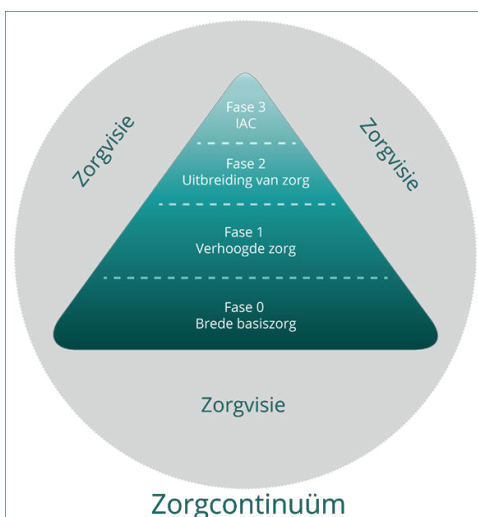 Zorgvisie
Zorgvisie
Fase 3
IAC
Fase 2
Uitbreiding van zorg
Fase 1
Verhoogde zorg
Fase 0
Brede basiszorg
Zorgvisie
Zorgcontinuüm